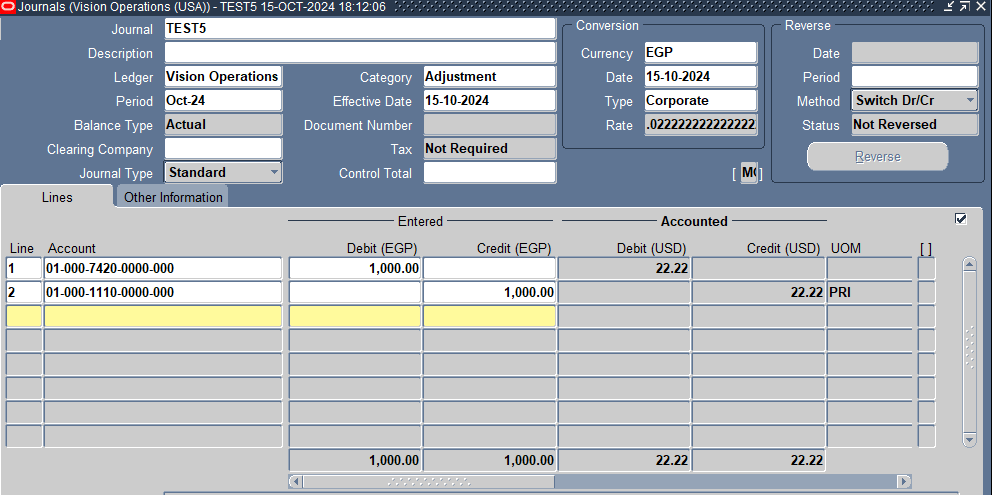 Journals (Vision Operations (USA)) - TEST5 15-OCT-2024 18:12:06
Journal TEST5
Description
Ledger Vision Operations
Category Adjustment
Period Oct-24
Effective Date 15-10-2024
Balance Type Actual
Document Number
Clearing Company
Tax Not Required
Journal Type Standard
Control Total
Conversion
Currency EGP
Date 15-10-2024
Type Corporate
Rate .022222222222222
Reverse
Date
Period
Method Switch Dr/Cr
Status Not Reversed
Reverse
[ ]
Lines Other Information
Entered Accounted
Line Account Debit (EGP) Credit (EGP) Debit (USD) Credit (USD) UOM [ ]
1 01-000-7420-0000-000 1,000.00 22.22
2 01-000-1110-0000-000 1,000.00 22.22 PRI
1,000.00 1,000.00 22.22 22.22